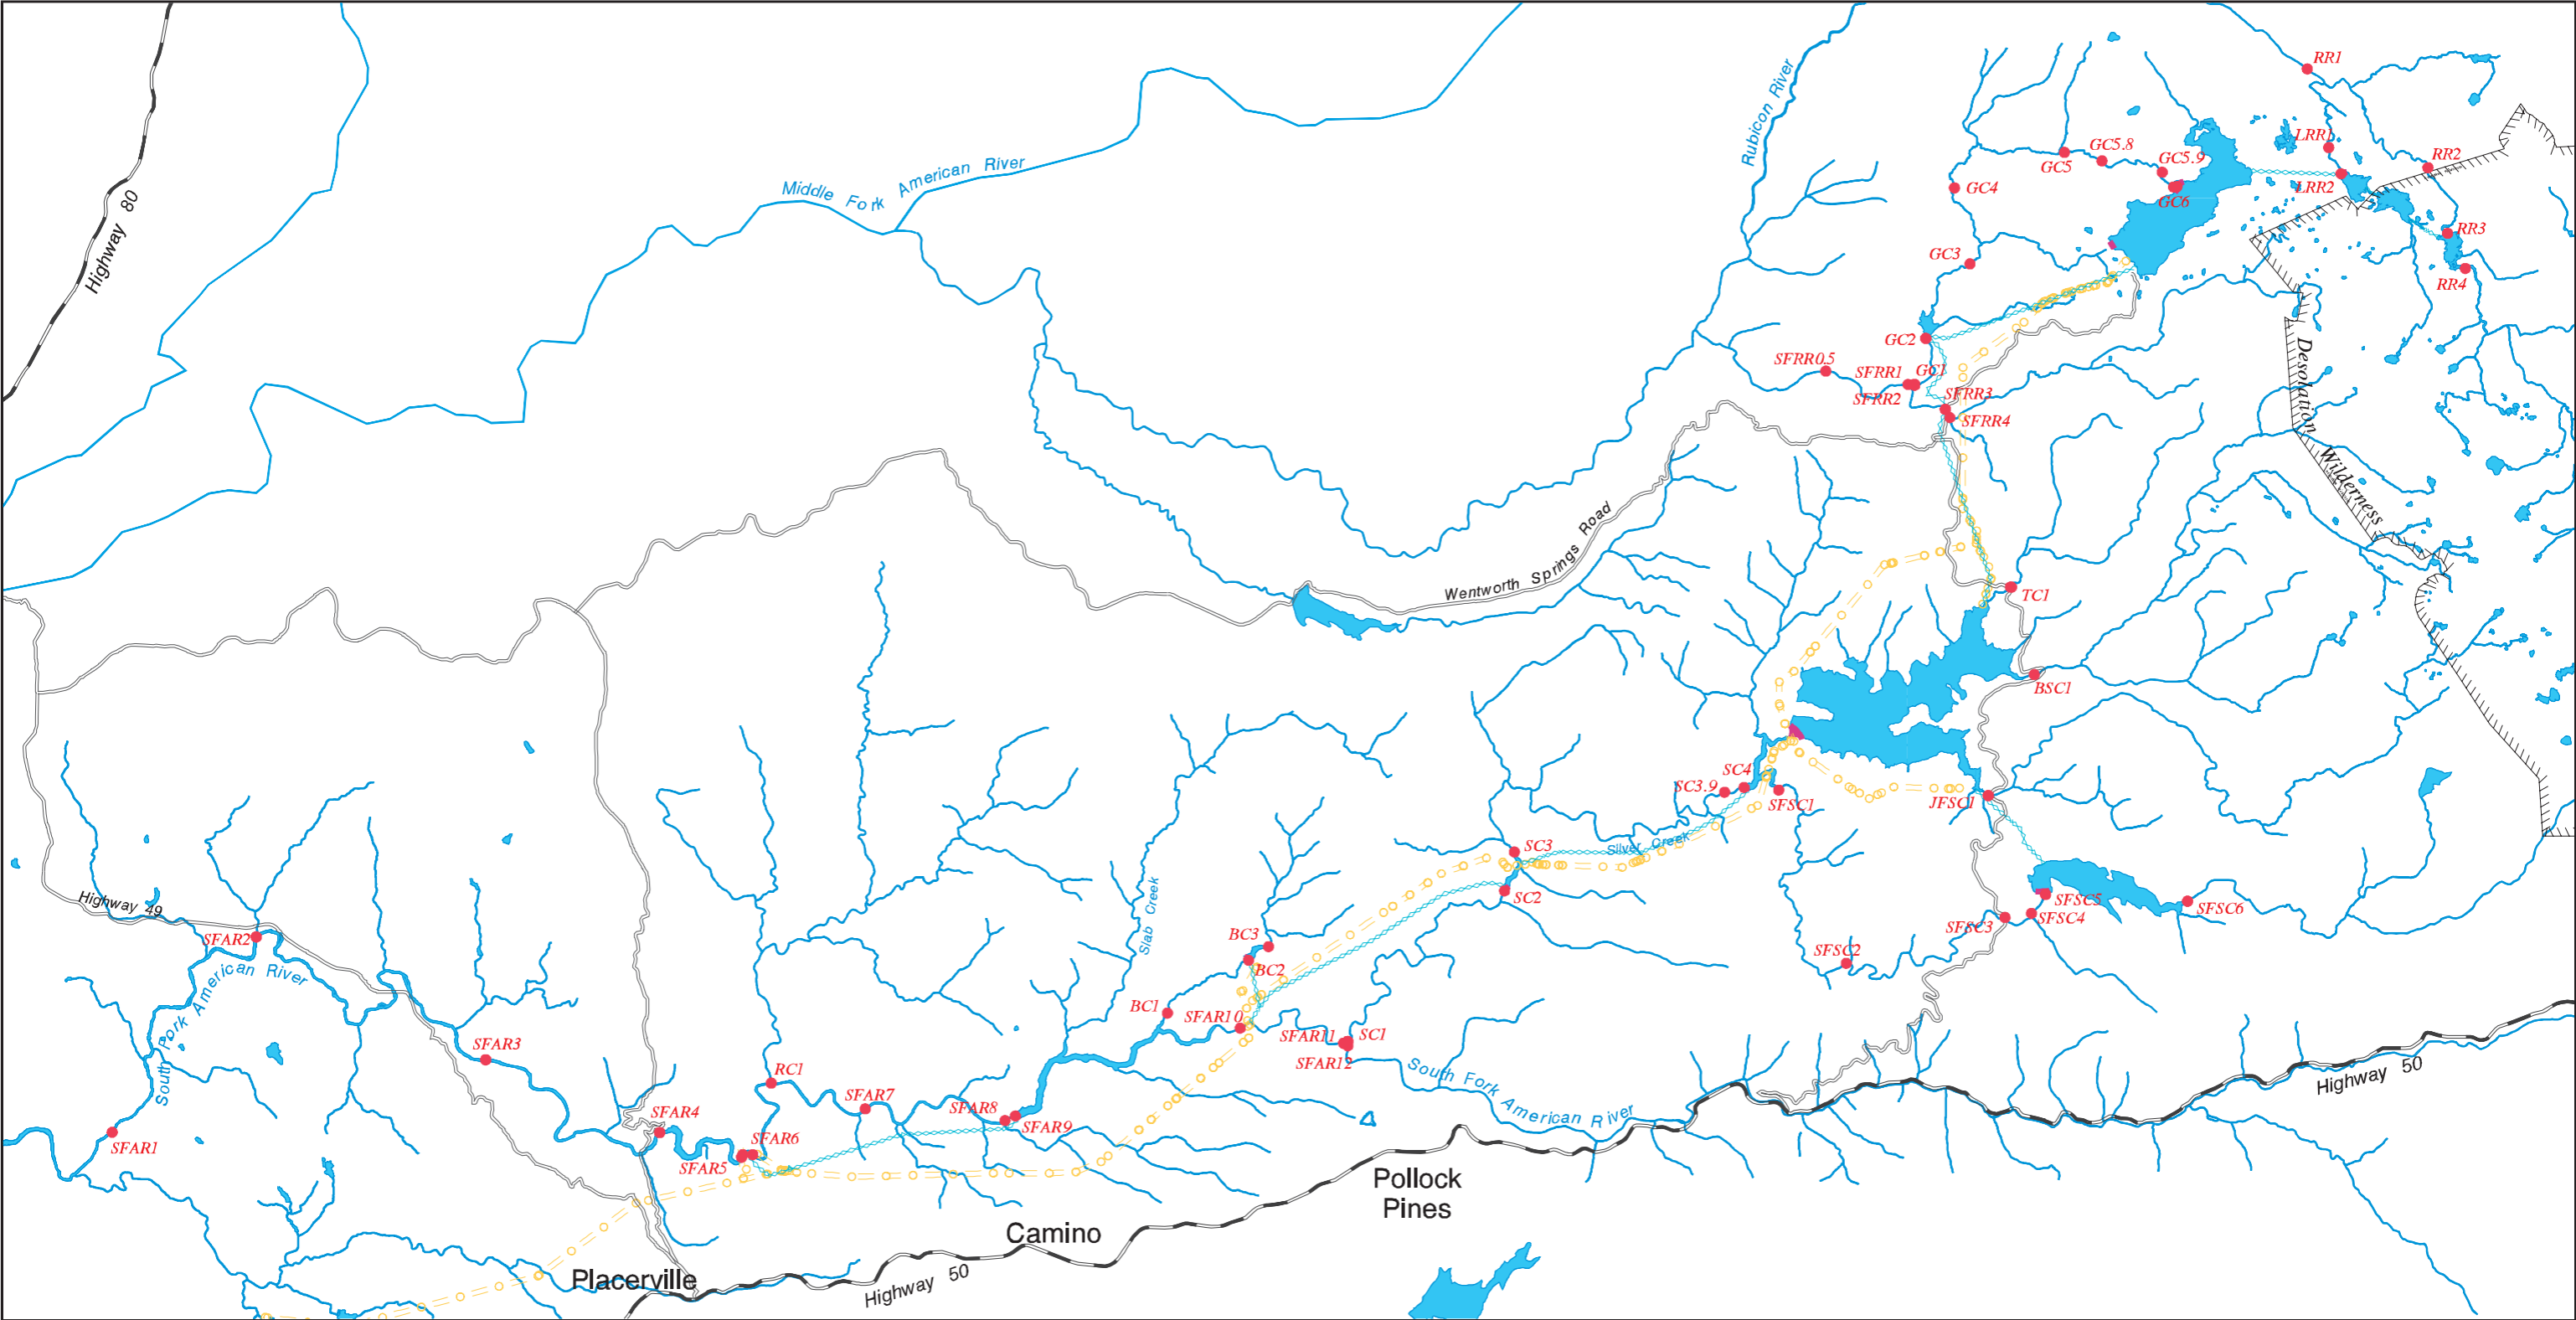 RR1
Rubicon River
LRR1
GC5.8
GC5
GC5.9
RR2
Middle Fork American River
GC4
LRR2
GC6
Highway 80
RR3
GC3
RR4
GC2
SFRR0.5
SFRR1
GC1
SFRR2
SFRR3
SFRR4
Desolation
Wilderness
Wentworth Springs Road
TC1
BSC1
SC4
SC3.9
SFSC1
JFSC1
SC3
Silver Creek
SC2
Slab Creek
SFSC5
SFSC6
SFSC4
SFSC3
Highway 49
SFAR2
BC3
SFSC2
BC2
South Fork American River
BC1
SFAR10
SFAR11
SC1
SFAR12
SFAR3
RC1
South Fork American River
Highway 50
SFAR7
SFAR8
SFAR4
SFAR9
SFAR6
SFAR1
SFAR5
Pollock
Pines
Camino
Placerville
Highway 50